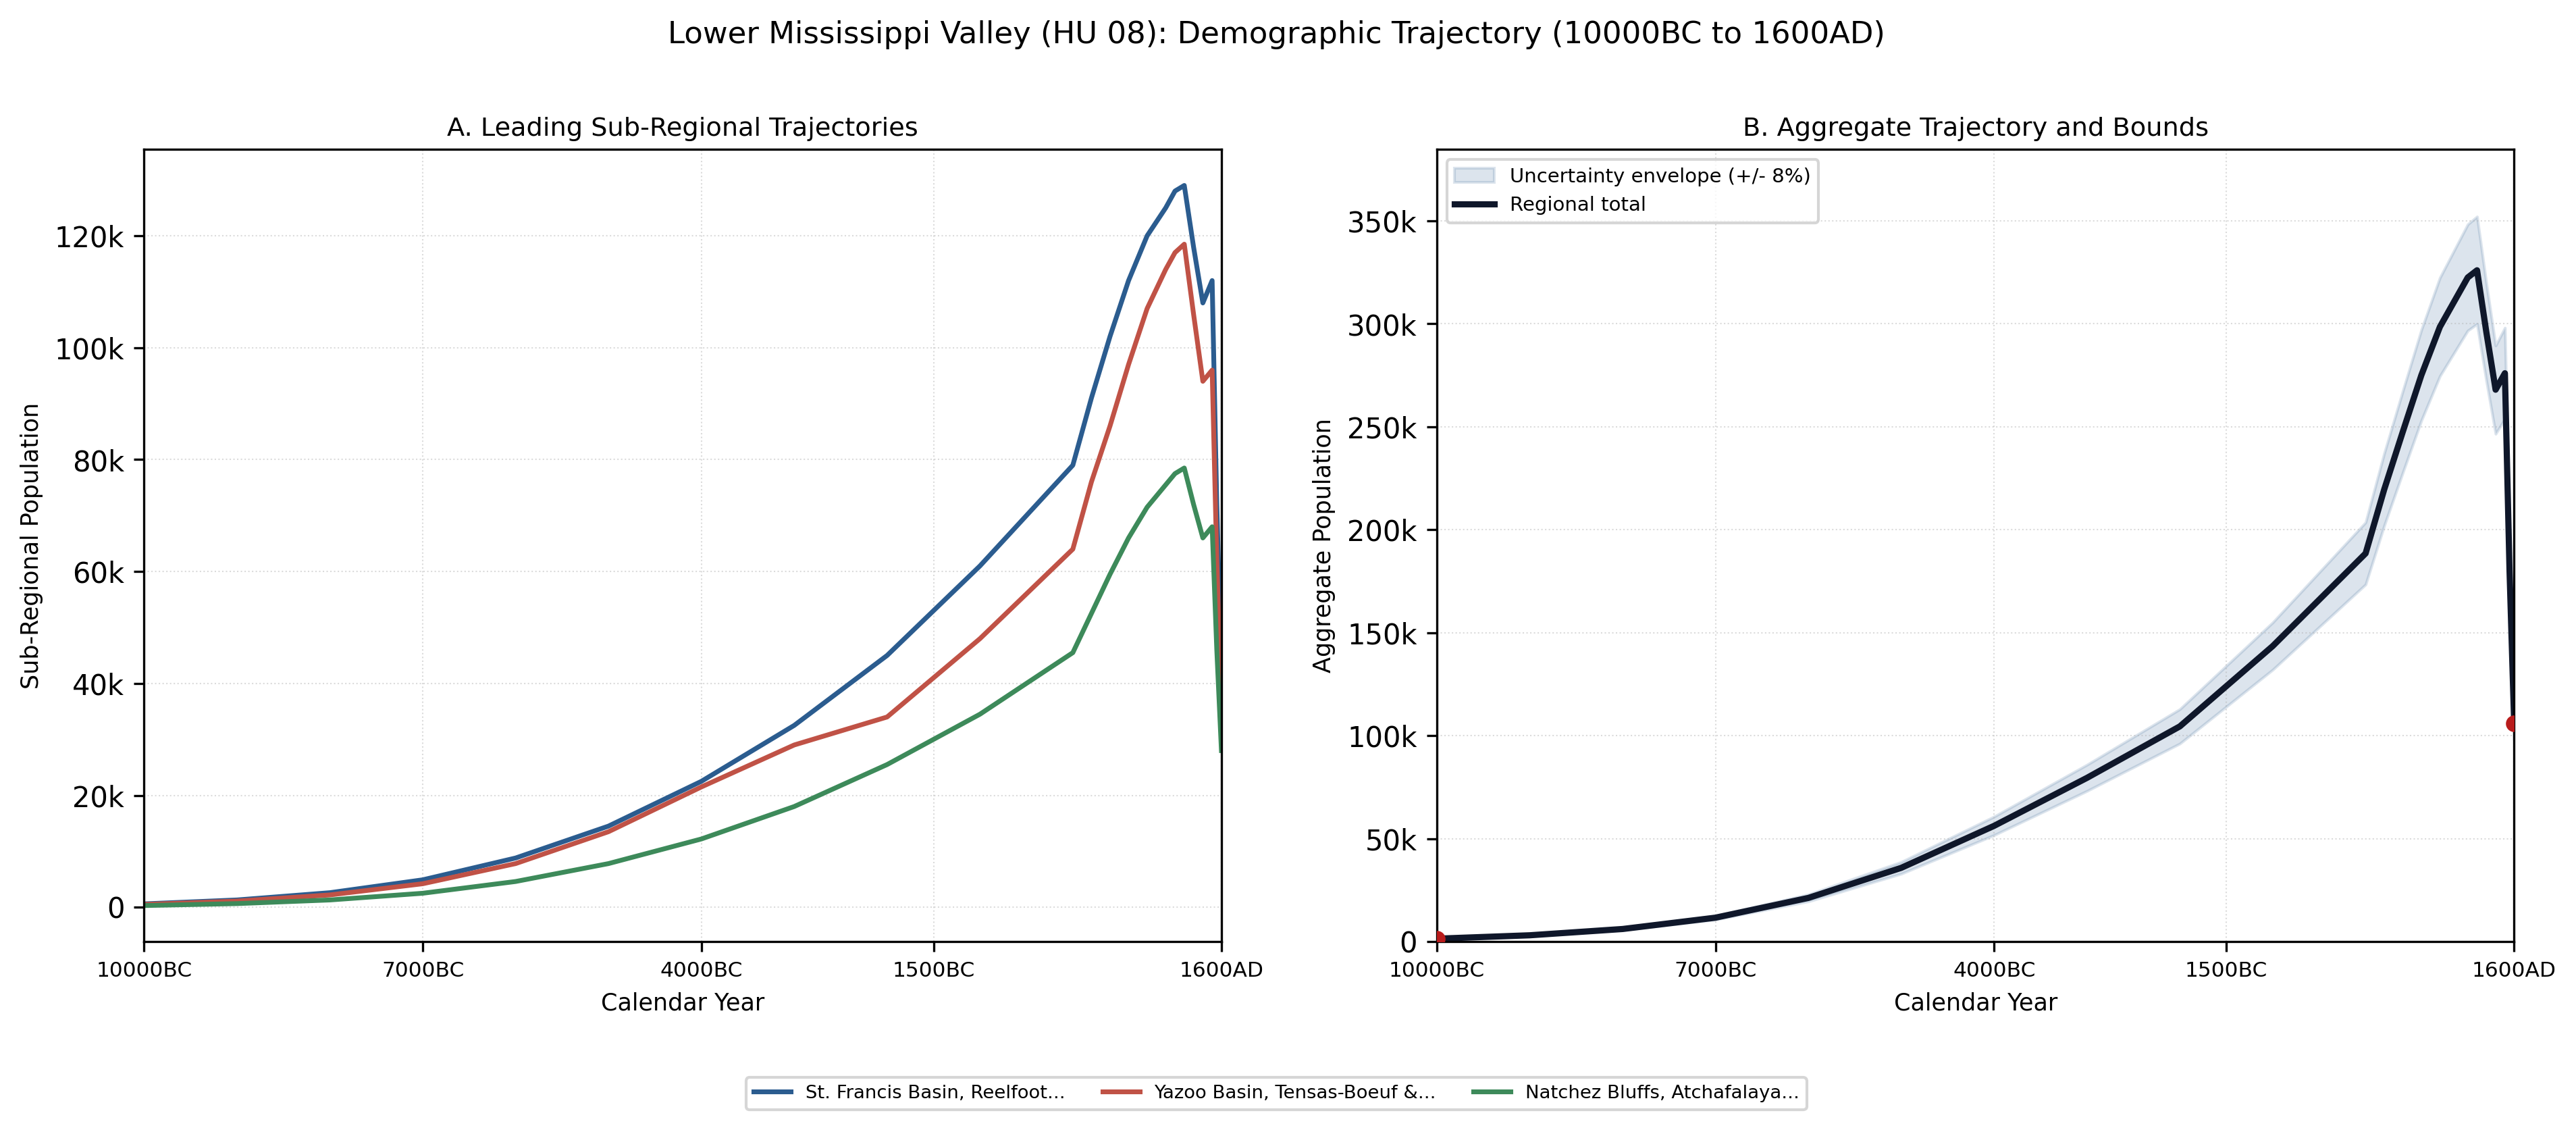 Lower Mississippi Valley (HU 08): Demographic Trajectory (10000BC to 1600AD)
A. Leading Sub-Regional Trajectories
Sub-Regional Population
120k
100k
80k
60k
40k
20k
0
10000BC
7000BC
4000BC
1500BC
1600AD
Calendar Year
B. Aggregate Trajectory and Bounds
Uncertainty envelope (+/- 8%)
Regional total
Aggregate Population
350k
300k
250k
200k
150k
100k
50k
0
10000BC
7000BC
4000BC
1500BC
1600AD
Calendar Year
St. Francis Basin, Reelfoot...
Yazoo Basin, Tensas-Boeuf &...
Natchez Bluffs, Atchafalaya...